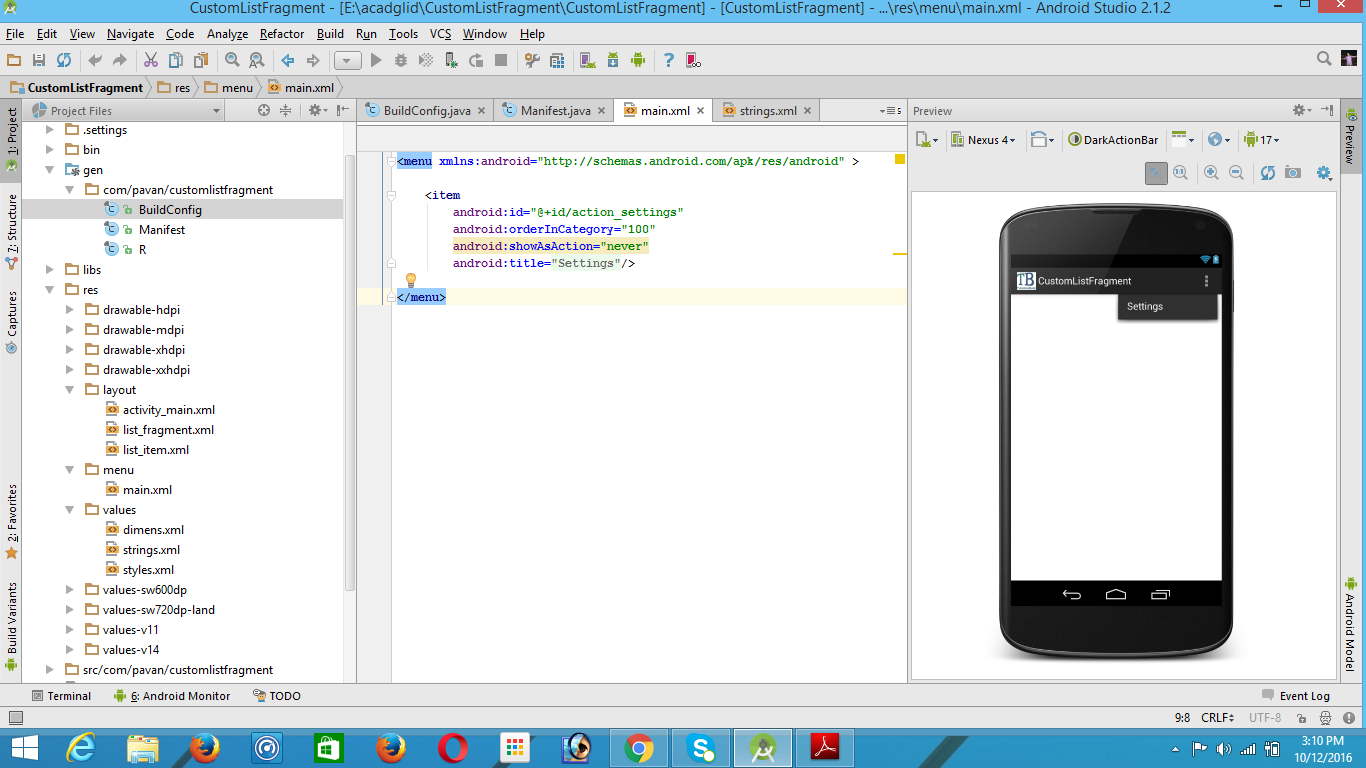 CustomListFragment - [E:\acadglid\CustomListFragment\CustomListFragment] - [CustomListFragment] - ...\res\menu\main.xml - Android Studio 2.1.2
File Edit View Navigate Code Analyze Refactor Build Run Tools VCS Window Help
CustomListFragment res menu main.xml
1: Project
7: Structure
Captures
2: Favorites
Build Variants
Project Files
.settings
bin
gen
com/pavan/customlistfragment
BuildConfig
Manifest
R
libs
res
drawable-hdpi
drawable-mdpi
drawable-xhdpi
drawable-xxhdpi
layout
activity_main.xml
list_fragment.xml
list_item.xml
menu
main.xml
values
dimens.xml
strings.xml
styles.xml
values-sw600dp
values-sw720dp-land
values-v11
values-v14
src/com/pavan/customlistfragment
BuildConfig.java Manifest.java main.xml strings.xml 5
<menu xmlns:android="http://schemas.android.com/apk/res/android" >
<item
android:id="@+id/action_settings"
android:orderInCategory="100"
android:showAsAction="never"
android:title="Settings"/>
</menu>
Preview
Nexus 4 DarkActionBar 17
1:1
TB CustomListFragment
Settings
Preview
Android Model
Terminal 6: Android Monitor TODO Event Log
9:8 CRLF UTF-8
3:10 PM
10/12/2016